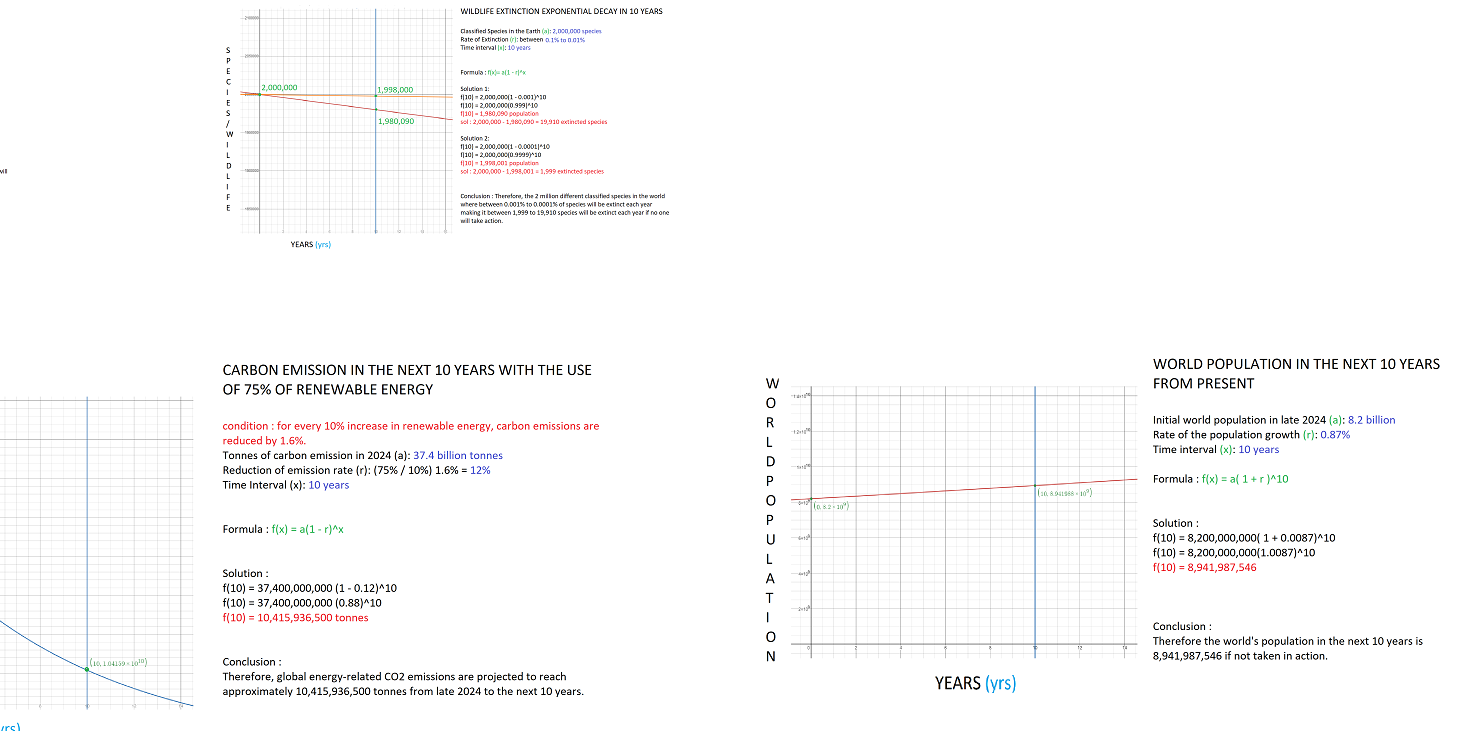 WILDLIFE EXTINCTION EXPONENTIAL DECAY IN 10 YEARS
Classified Species in the Earth (a): 2,000,000 species
Rate of Extinction (r): between 0.1% to 0.01%
Time interval (x): 10 years
Formula : f(x)= a(1 - r)^x
Solution 1:
f(10) = 2,000,000(1 - 0.001)^10
f(10) = 2,000,000(0.999)^10
f(10) = 1,980,090 population
sol : 2,000,000 - 1,980,090 = 19,910 extincted species
Solution 2:
f(10) = 2,000,000(1 - 0.0001)^10
f(10) = 2,000,000(0.9999)^10
f(10) = 1,998,001 population
sol : 2,000,000 - 1,998,001 = 1,999 extincted species
Conclusion : Therefore, the 2 million different classified species in the world
where between 0.001% to 0.0001% of species will be extinct each year
making it between 1,999 to 19,910 species will be extinct each year if no one
will take action.
SPECIES/WILDLIFE
2,000,000
1,998,000
1,980,090
YEARS (yrs)
will
CARBON EMISSION IN THE NEXT 10 YEARS WITH THE USE
OF 75% OF RENEWABLE ENERGY
condition : for every 10% increase in renewable energy, carbon emissions are
reduced by 1.6%.
Tonnes of carbon emission in 2024 (a): 37.4 billion tonnes
Reduction of emission rate (r): (75% / 10%) 1.6% = 12%
Time Interval (x): 10 years
Formula : f(x) = a(1 - r)^x
Solution :
f(10) = 37,400,000,000 (1 - 0.12)^10
f(10) = 37,400,000,000 (0.88)^10
f(10) = 10,415,936,500 tonnes
Conclusion :
Therefore, global energy-related CO2 emissions are projected to reach
approximately 10,415,936,500 tonnes from late 2024 to the next 10 years.
(10, 1.04159 × 10^10)
yrs)
WORLD POPULATION IN THE NEXT 10 YEARS
FROM PRESENT
Initial world population in late 2024 (a): 8.2 billion
Rate of the population growth (r): 0.87%
Time interval (x): 10 years
Formula : f(x) = a( 1 + r )^10
Solution :
f(10) = 8,200,000,000( 1 + 0.0087)^10
f(10) = 8,200,000,000(1.0087)^10
f(10) = 8,941,987,546
Conclusion :
Therefore the world's population in the next 10 years is
8,941,987,546 if not taken in action.
WORLD POPULATION
(0, 8.2 × 10^9)
(10, 8.941988 × 10^9)
2 4 6 8 10 12 14
YEARS (yrs)